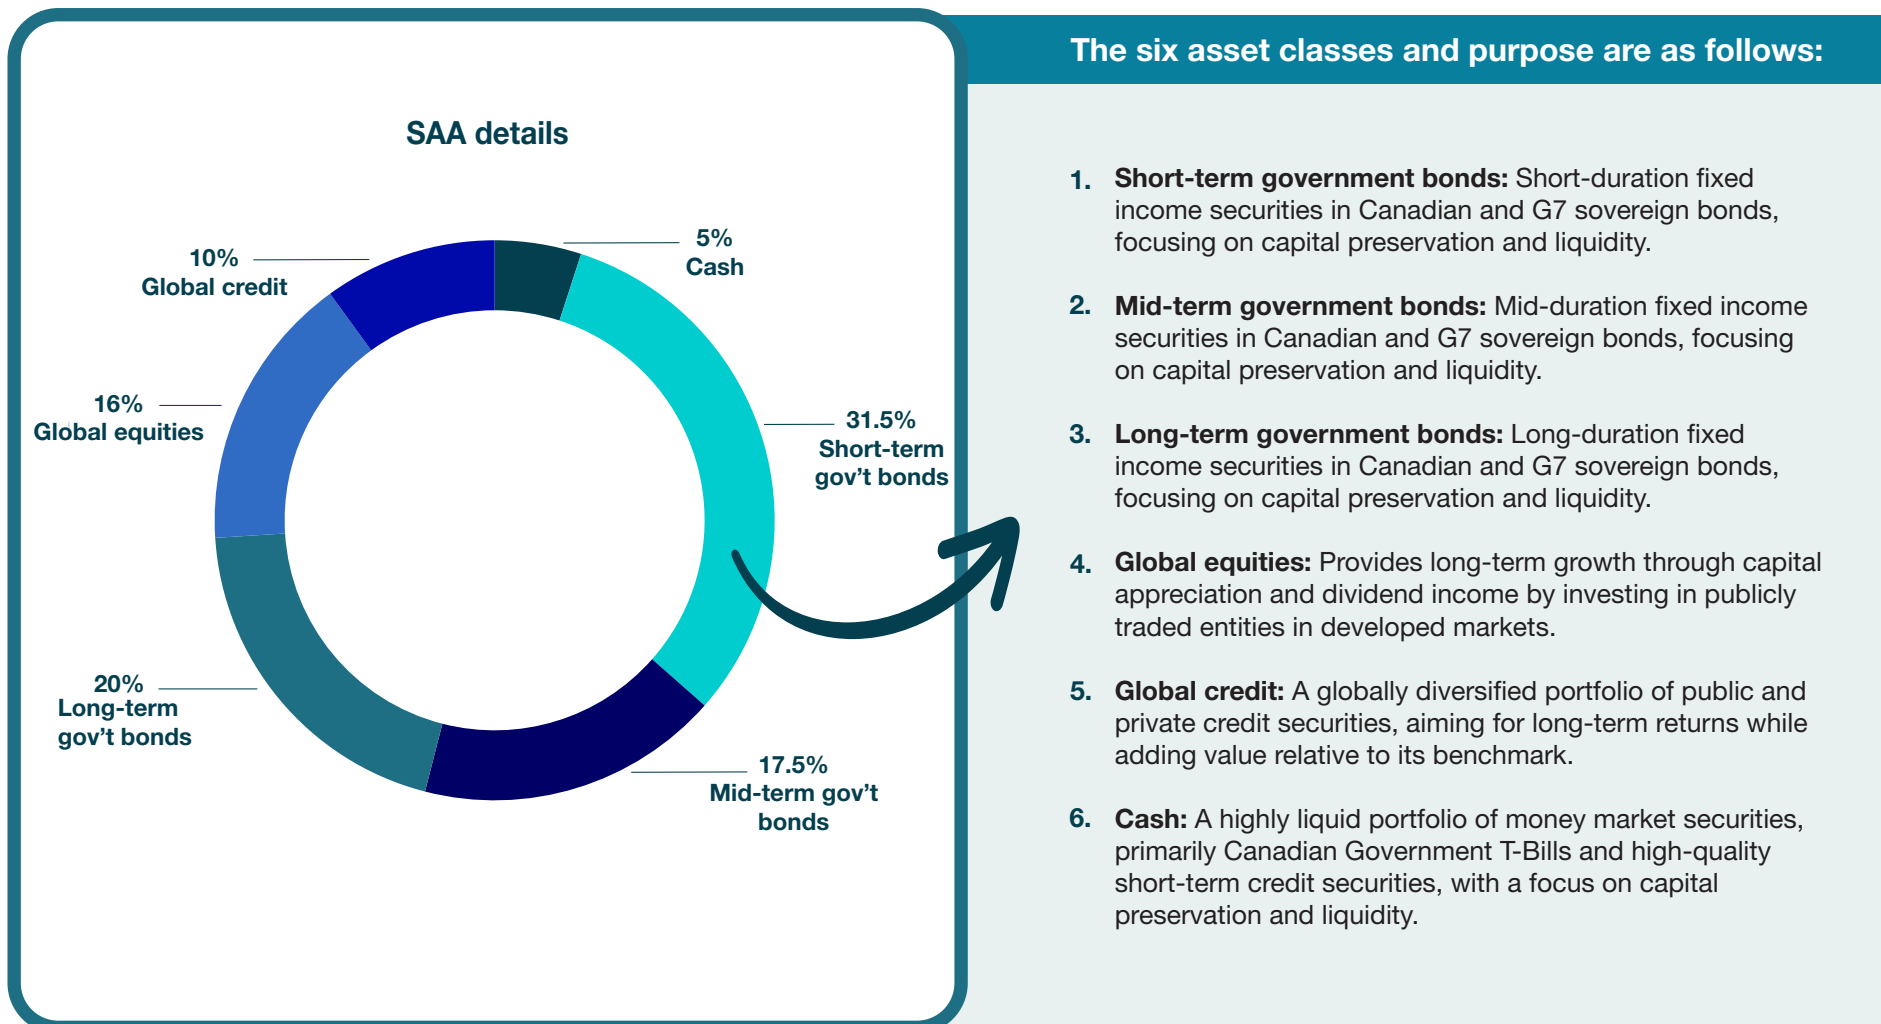 SAA details
5%
Cash
10%
Global credit
16%
Global equities
31.5%
Short-term
gov’t bonds
20%
Long-term
gov’t bonds
17.5%
Mid-term gov’t
bonds
The six asset classes and purpose are as follows:
1. Short-term government bonds: Short-duration fixed
income securities in Canadian and G7 sovereign bonds,
focusing on capital preservation and liquidity.
2. Mid-term government bonds: Mid-duration fixed income
securities in Canadian and G7 sovereign bonds, focusing
on capital preservation and liquidity.
3. Long-term government bonds: Long-duration fixed
income securities in Canadian and G7 sovereign bonds,
focusing on capital preservation and liquidity.
4. Global equities: Provides long-term growth through capital
appreciation and dividend income by investing in publicly
traded entities in developed markets.
5. Global credit: A globally diversified portfolio of public and
private credit securities, aiming for long-term returns while
adding value relative to its benchmark.
6. Cash: A highly liquid portfolio of money market securities,
primarily Canadian Government T-Bills and high-quality
short-term credit securities, with a focus on capital
preservation and liquidity.